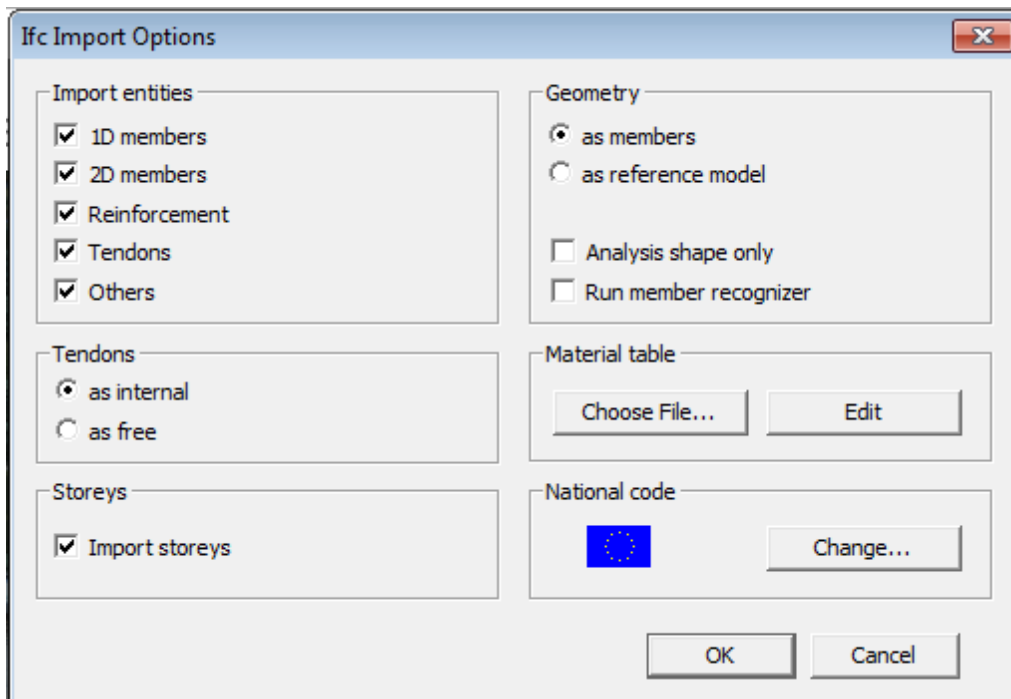 Ifc Import Options
Import entities
1D members
2D members
Reinforcement
Tendons
Others
Geometry
as members
as reference model
Analysis shape only
Run member recognizer
Tendons
as internal
as free
Material table
Choose File...
Edit
Storeys
Import storeys
National code
Change...
OK
Cancel